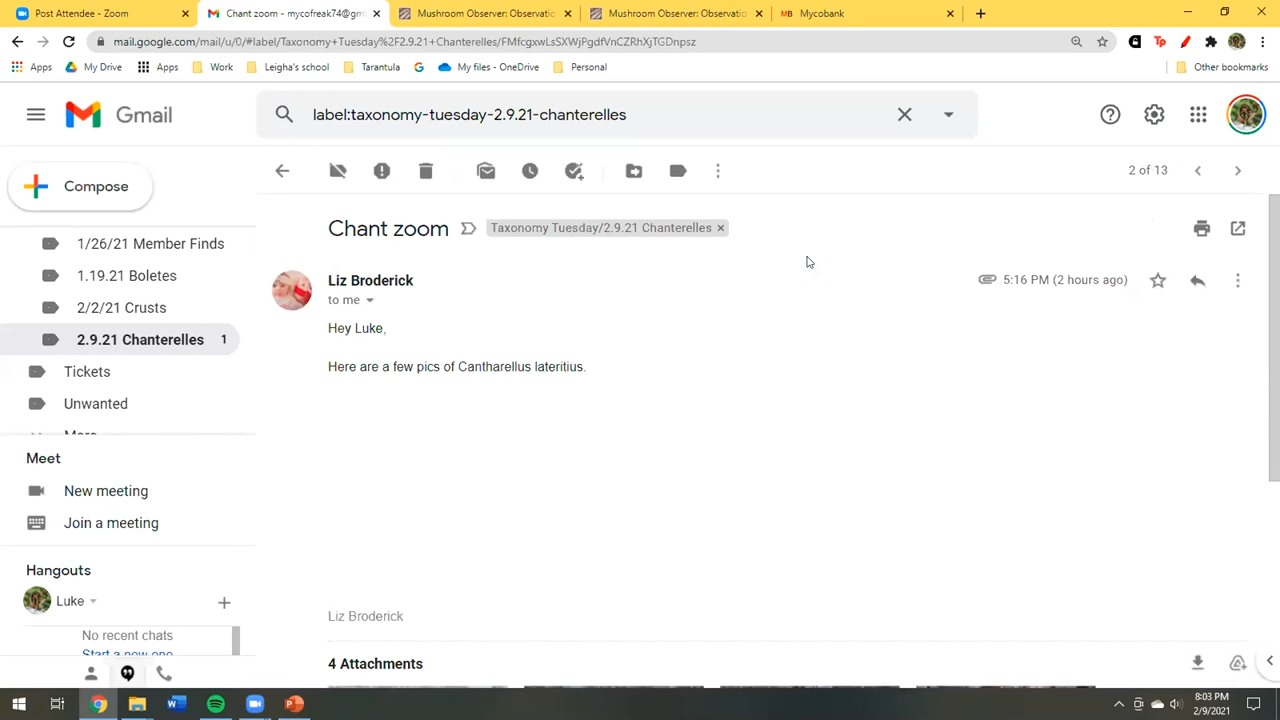 Post Attendee - Zoom
Chant zoom - mycofreak74@gm
Mushroom Observer: Observatio
Mushroom Observer: Observatio
MB Mycobank
mail.google.com/mail/u/0/#label/Taxonomy+Tuesday%2F2.9.21+Chanterelles/FMfcgxwLsSXWjPgdfVnCZRhXjTGDnpsz
Apps
My Drive
Apps
Work
Leigha's school
Tarantula
My files - OneDrive
Personal
Other bookmarks
Gmail
label:taxonomy-tuesday-2.9.21-chanterelles
Compose
2 of 13
1/26/21 Member Finds
1.19.21 Boletes
2/2/21 Crusts
2.9.21 Chanterelles 1
Tickets
Unwanted
More
Meet
New meeting
Join a meeting
Hangouts
Luke
No recent chats
Start a new one
Chant zoom
Taxonomy Tuesday/2.9.21 Chanterelles x
Liz Broderick
5:16 PM (2 hours ago)
to me
Hey Luke,
Here are a few pics of Cantharellus lateritius.
Liz Broderick
4 Attachments
8:03 PM
2/9/2021